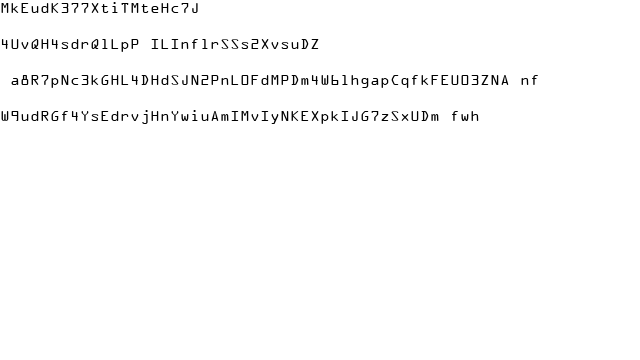 MkEudK377XtiTMteHc7J
4UvQH4sdrQlLpP ILInflrSSs2XvsuDZ
a8R7pNc3kGHL4DHdSJN2PnLOFdMPDm4W6lhgapCqfkFEUO3ZNA nf
W9udRGf4YsEdrvjHnYwiuAmIMvIyNKEXpkIJG7zSxUDm fwh